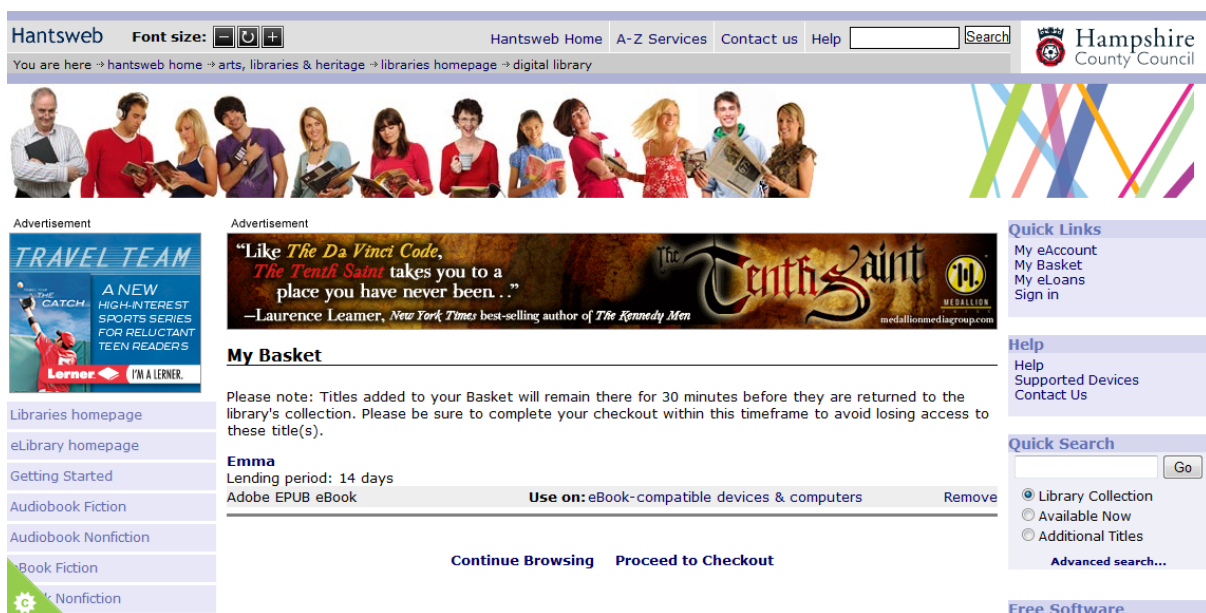 Hantsweb Font size: Hantsweb Home A-Z Services Contact us Help Search
Hampshire
County Council
You are here → hantsweb home → arts, libraries & heritage → libraries homepage → digital library
Advertisement
TRAVEL TEAM
THE
CATCH
A NEW
HIGH-INTEREST
SPORTS SERIES
FOR RELUCTANT
TEEN READERS
Lerner I'M A LERNER.
Libraries homepage
eLibrary homepage
Getting Started
Audiobook Fiction
Audiobook Nonfiction
eBook Fiction
Nonfiction
Advertisement
“Like The Da Vinci Code,
The Tenth Saint takes you to a
place you have never been...”
—Laurence Leamer, New York Times best-selling author of The Kennedy Men
The Tenth Saint
MEDALLION
medallionmediagroup.com
My Basket
Please note: Titles added to your Basket will remain there for 30 minutes before they are returned to the
library's collection. Please be sure to complete your checkout within this timeframe to avoid losing access to
these title(s).
Emma
Lending period: 14 days
Adobe EPUB eBook Use on: eBook-compatible devices & computers Remove
Continue Browsing Proceed to Checkout
Quick Links
My eAccount
My Basket
My eLoans
Sign in
Help
Help
Supported Devices
Contact Us
Quick Search
Go
Library Collection
Available Now
Additional Titles
Advanced search...
Free Software